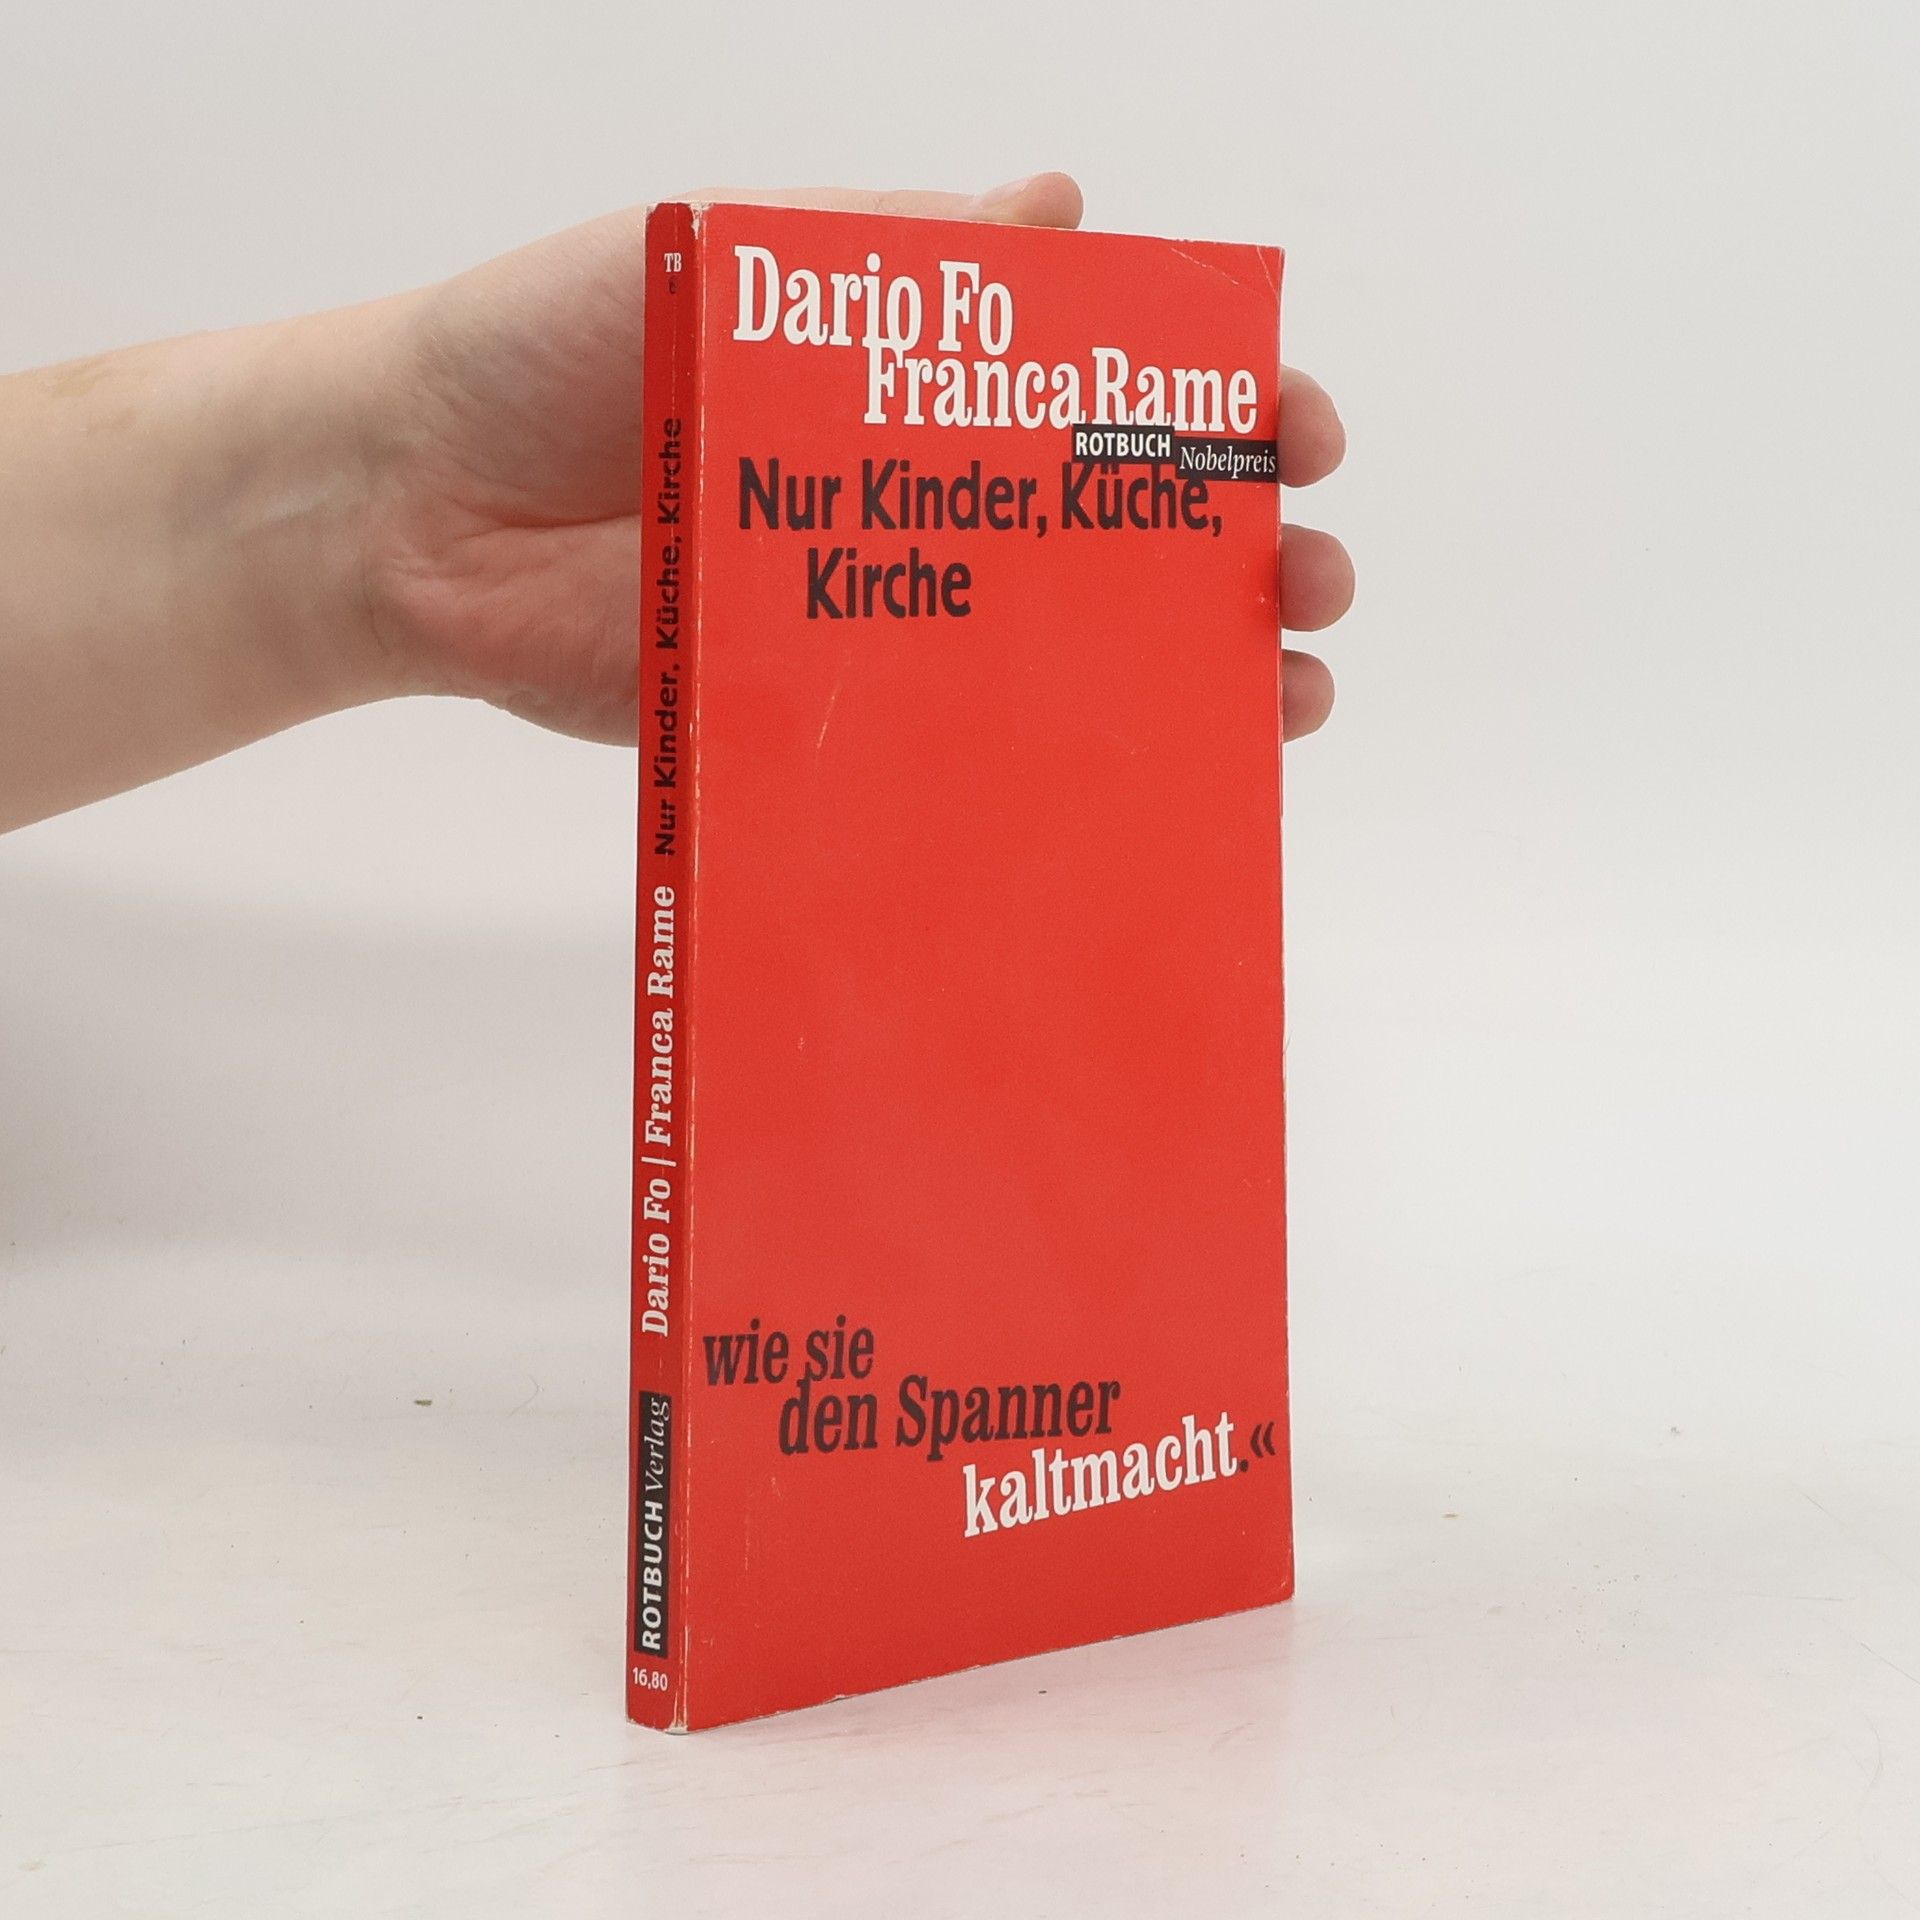 Dario Fo
Franca Rame
ROTBUCH Nobelpreis
Nur Kinder, Küche,
Kirche
wie sie
den Spanner
kaltmacht.«
TB
Dario Fo | Franca Rame Nur Kinder, Küche, Kirche
ROTBUCH Verlag
16,80